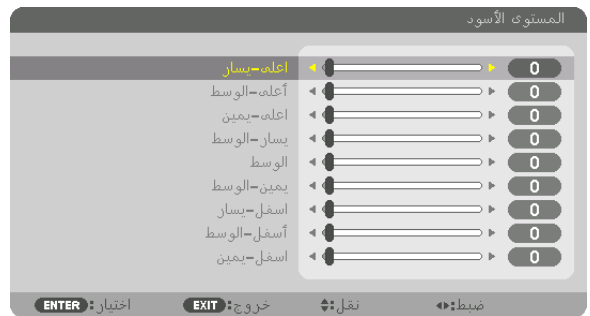 المستوى الأسود
اعلى-يسار 0
أعلى-الوسط 0
اعلى-يمين 0
يسار-الوسط 0
الوسط 0
يمين-الوسط 0
اسفل-يسار 0
أسفل-الوسط 0
اسفل-يمين 0
ENTER :اختيار EXIT :خروج نقل: ضبط: